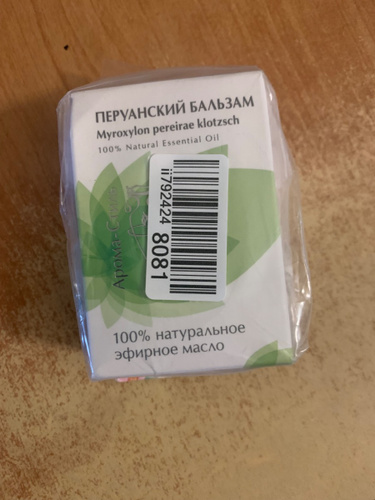 ПЕРУАНСКИЙ БАЛЬЗАМ
Myroxylon pereirae klotzsch
100% Natural Essential Oil
ii792424
8081
100% натуральное
эфирное масло